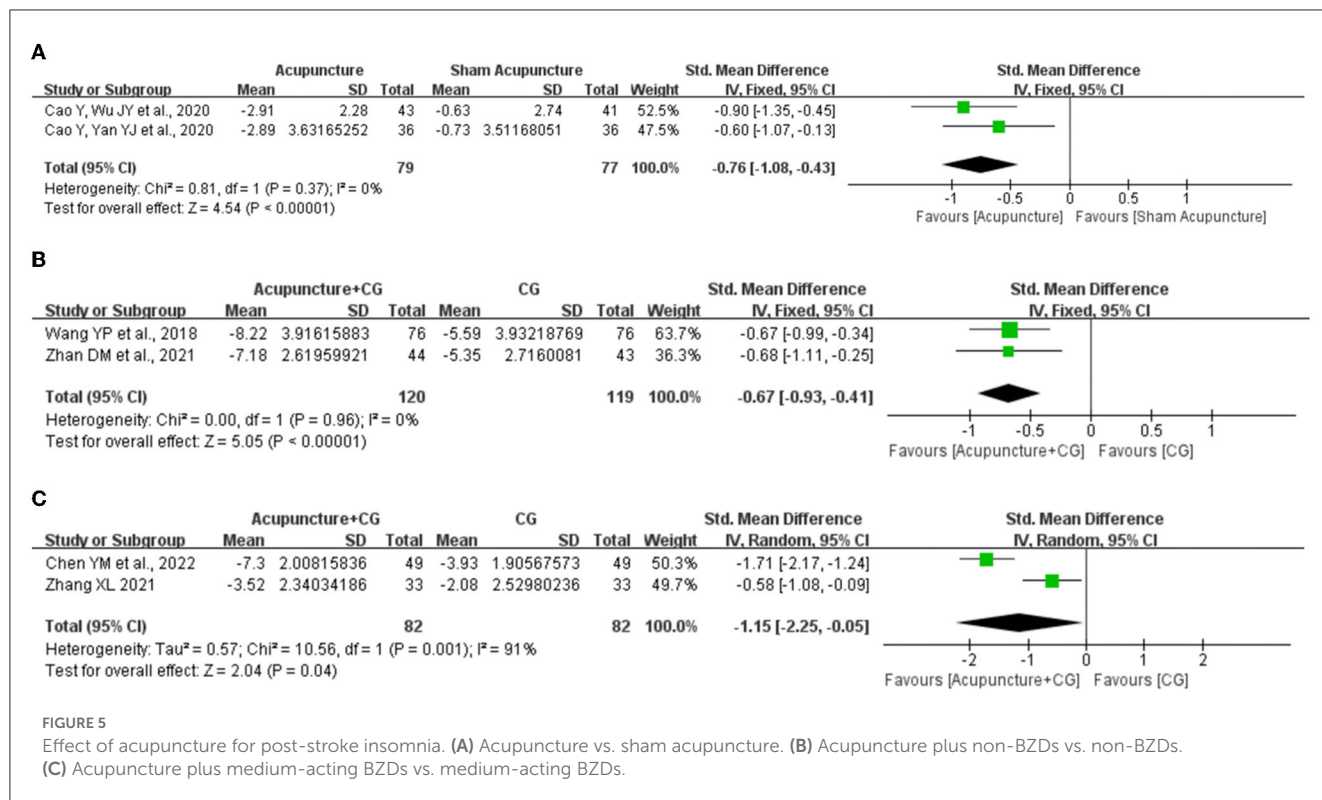 A
Acupuncture Sham Acupuncture Std. Mean Difference Std. Mean Difference
Study or Subgroup Mean SD Total Mean SD Total Weight IV, Fixed, 95% CI IV, Fixed, 95% CI
Cao Y, Wu JY et al., 2020 -2.91 2.28 43 -0.63 2.74 41 52.5% -0.90 [-1.35, -0.45]
Cao Y, Yan YJ et al., 2020 -2.89 3.63165252 36 -0.73 3.51168051 36 47.5% -0.60 [-1.07, -0.13]
Total (95% CI) 79 77 100.0% -0.76 [-1.08, -0.43]
Heterogeneity: Chi² = 0.81, df = 1 (P = 0.37); I² = 0%
Test for overall effect: Z = 4.54 (P < 0.00001)
-1 -0.5 0 0.5 1
Favours [Acupuncture] Favours [Sham Acupuncture]
B
Acupuncture+CG CG Std. Mean Difference Std. Mean Difference
Study or Subgroup Mean SD Total Mean SD Total Weight IV, Fixed, 95% CI IV, Fixed, 95% CI
Wang YP et al., 2018 -8.22 3.91615883 76 -5.59 3.93218769 76 63.7% -0.67 [-0.99, -0.34]
Zhan DM et al., 2021 -7.18 2.61959921 44 -5.35 2.7160081 43 36.3% -0.68 [-1.11, -0.25]
Total (95% CI) 120 119 100.0% -0.67 [-0.93, -0.41]
Heterogeneity: Chi² = 0.00, df = 1 (P = 0.96); I² = 0%
Test for overall effect: Z = 5.05 (P < 0.00001)
-1 -0.5 0 0.5 1
Favours [Acupuncture+CG] Favours [CG]
C
Acupuncture+CG CG Std. Mean Difference Std. Mean Difference
Study or Subgroup Mean SD Total Mean SD Total Weight IV, Random, 95% CI IV, Random, 95% CI
Chen YM et al., 2022 -7.3 2.00815836 49 -3.93 1.90567573 49 50.3% -1.71 [-2.17, -1.24]
Zhang XL 2021 -3.52 2.34034186 33 -2.08 2.52980236 33 49.7% -0.58 [-1.08, -0.09]
Total (95% CI) 82 82 100.0% -1.15 [-2.25, -0.05]
Heterogeneity: Tau² = 0.57; Chi² = 10.56, df = 1 (P = 0.001); I² = 91%
Test for overall effect: Z = 2.04 (P = 0.04)
-2 -1 0 1 2
Favours [Acupuncture+CG] Favours [CG]
FIGURE 5
Effect of acupuncture for post-stroke insomnia. (A) Acupuncture vs. sham acupuncture. (B) Acupuncture plus non-BZDs vs. non-BZDs.
(C) Acupuncture plus medium-acting BZDs vs. medium-acting BZDs.